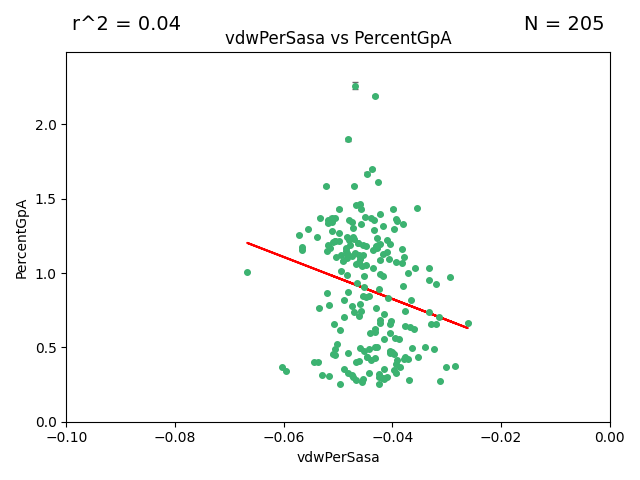 r^2 = 0.04
N = 205
vdwPerSasa vs PercentGpA
PercentGpA
2.0
1.5
1.0
0.5
0.0
−0.10
−0.08
−0.06
−0.04
−0.02
0.00
vdwPerSasa